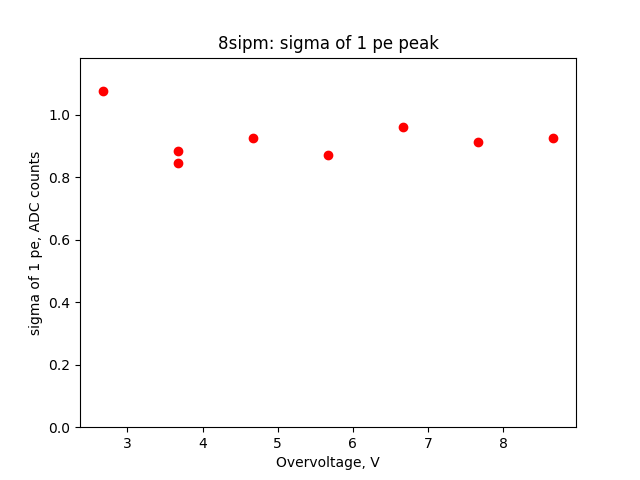 8sipm: sigma of 1 pe peak
sigma of 1 pe, ADC counts
1.0
0.8
0.6
0.4
0.2
0.0
3 4 5 6 7 8
Overvoltage, V